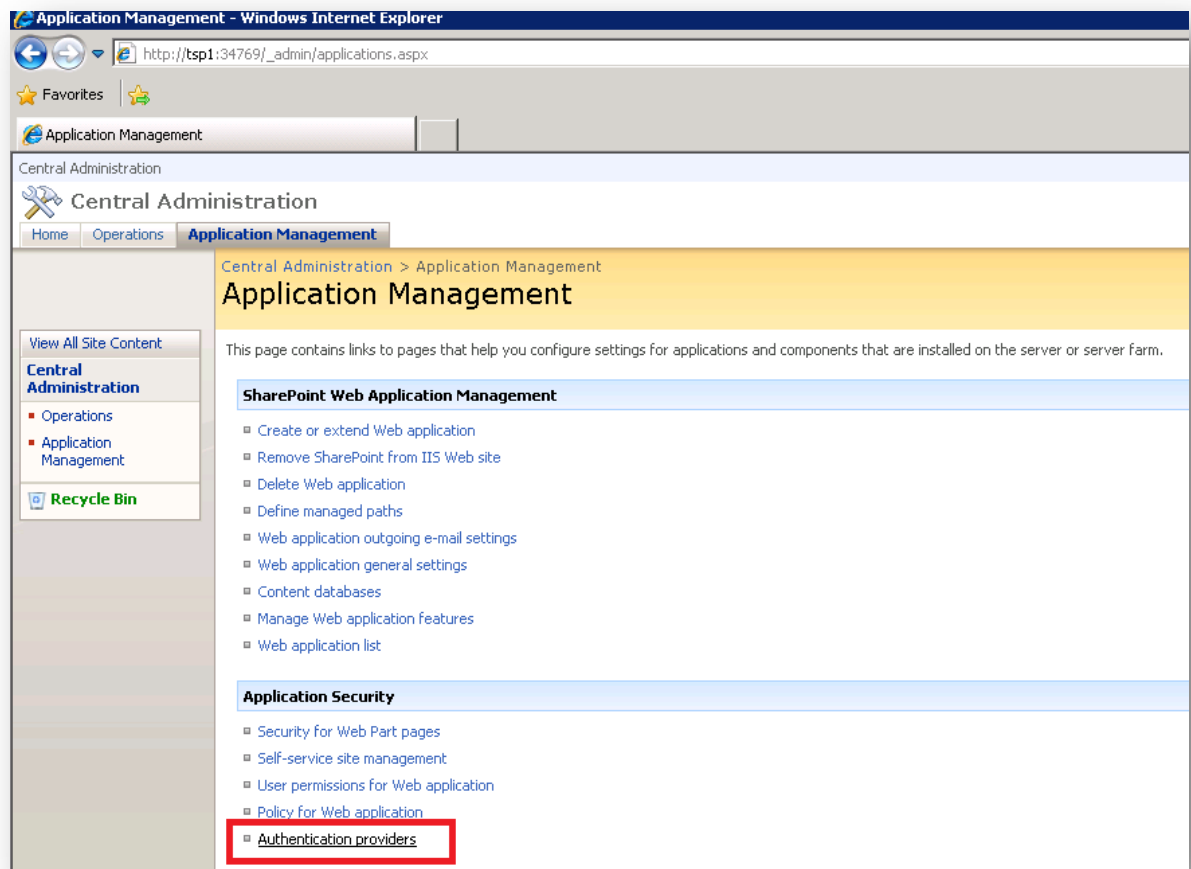 Application Management - Windows Internet Explorer
http://tsp1:34769/_admin/applications.aspx
Favorites
Application Management
Central Administration
Central Administration
Home Operations Application Management
Central Administration > Application Management
Application Management
View All Site Content
Central
Administration
Operations
Application
Management
Recycle Bin
This page contains links to pages that help you configure settings for applications and components that are installed on the server or server farm.
SharePoint Web Application Management
Create or extend Web application
Remove SharePoint from IIS Web site
Delete Web application
Define managed paths
Web application outgoing e-mail settings
Web application general settings
Content databases
Manage Web application features
Web application list
Application Security
Security for Web Part pages
Self-service site management
User permissions for Web application
Policy for Web application
Authentication providers